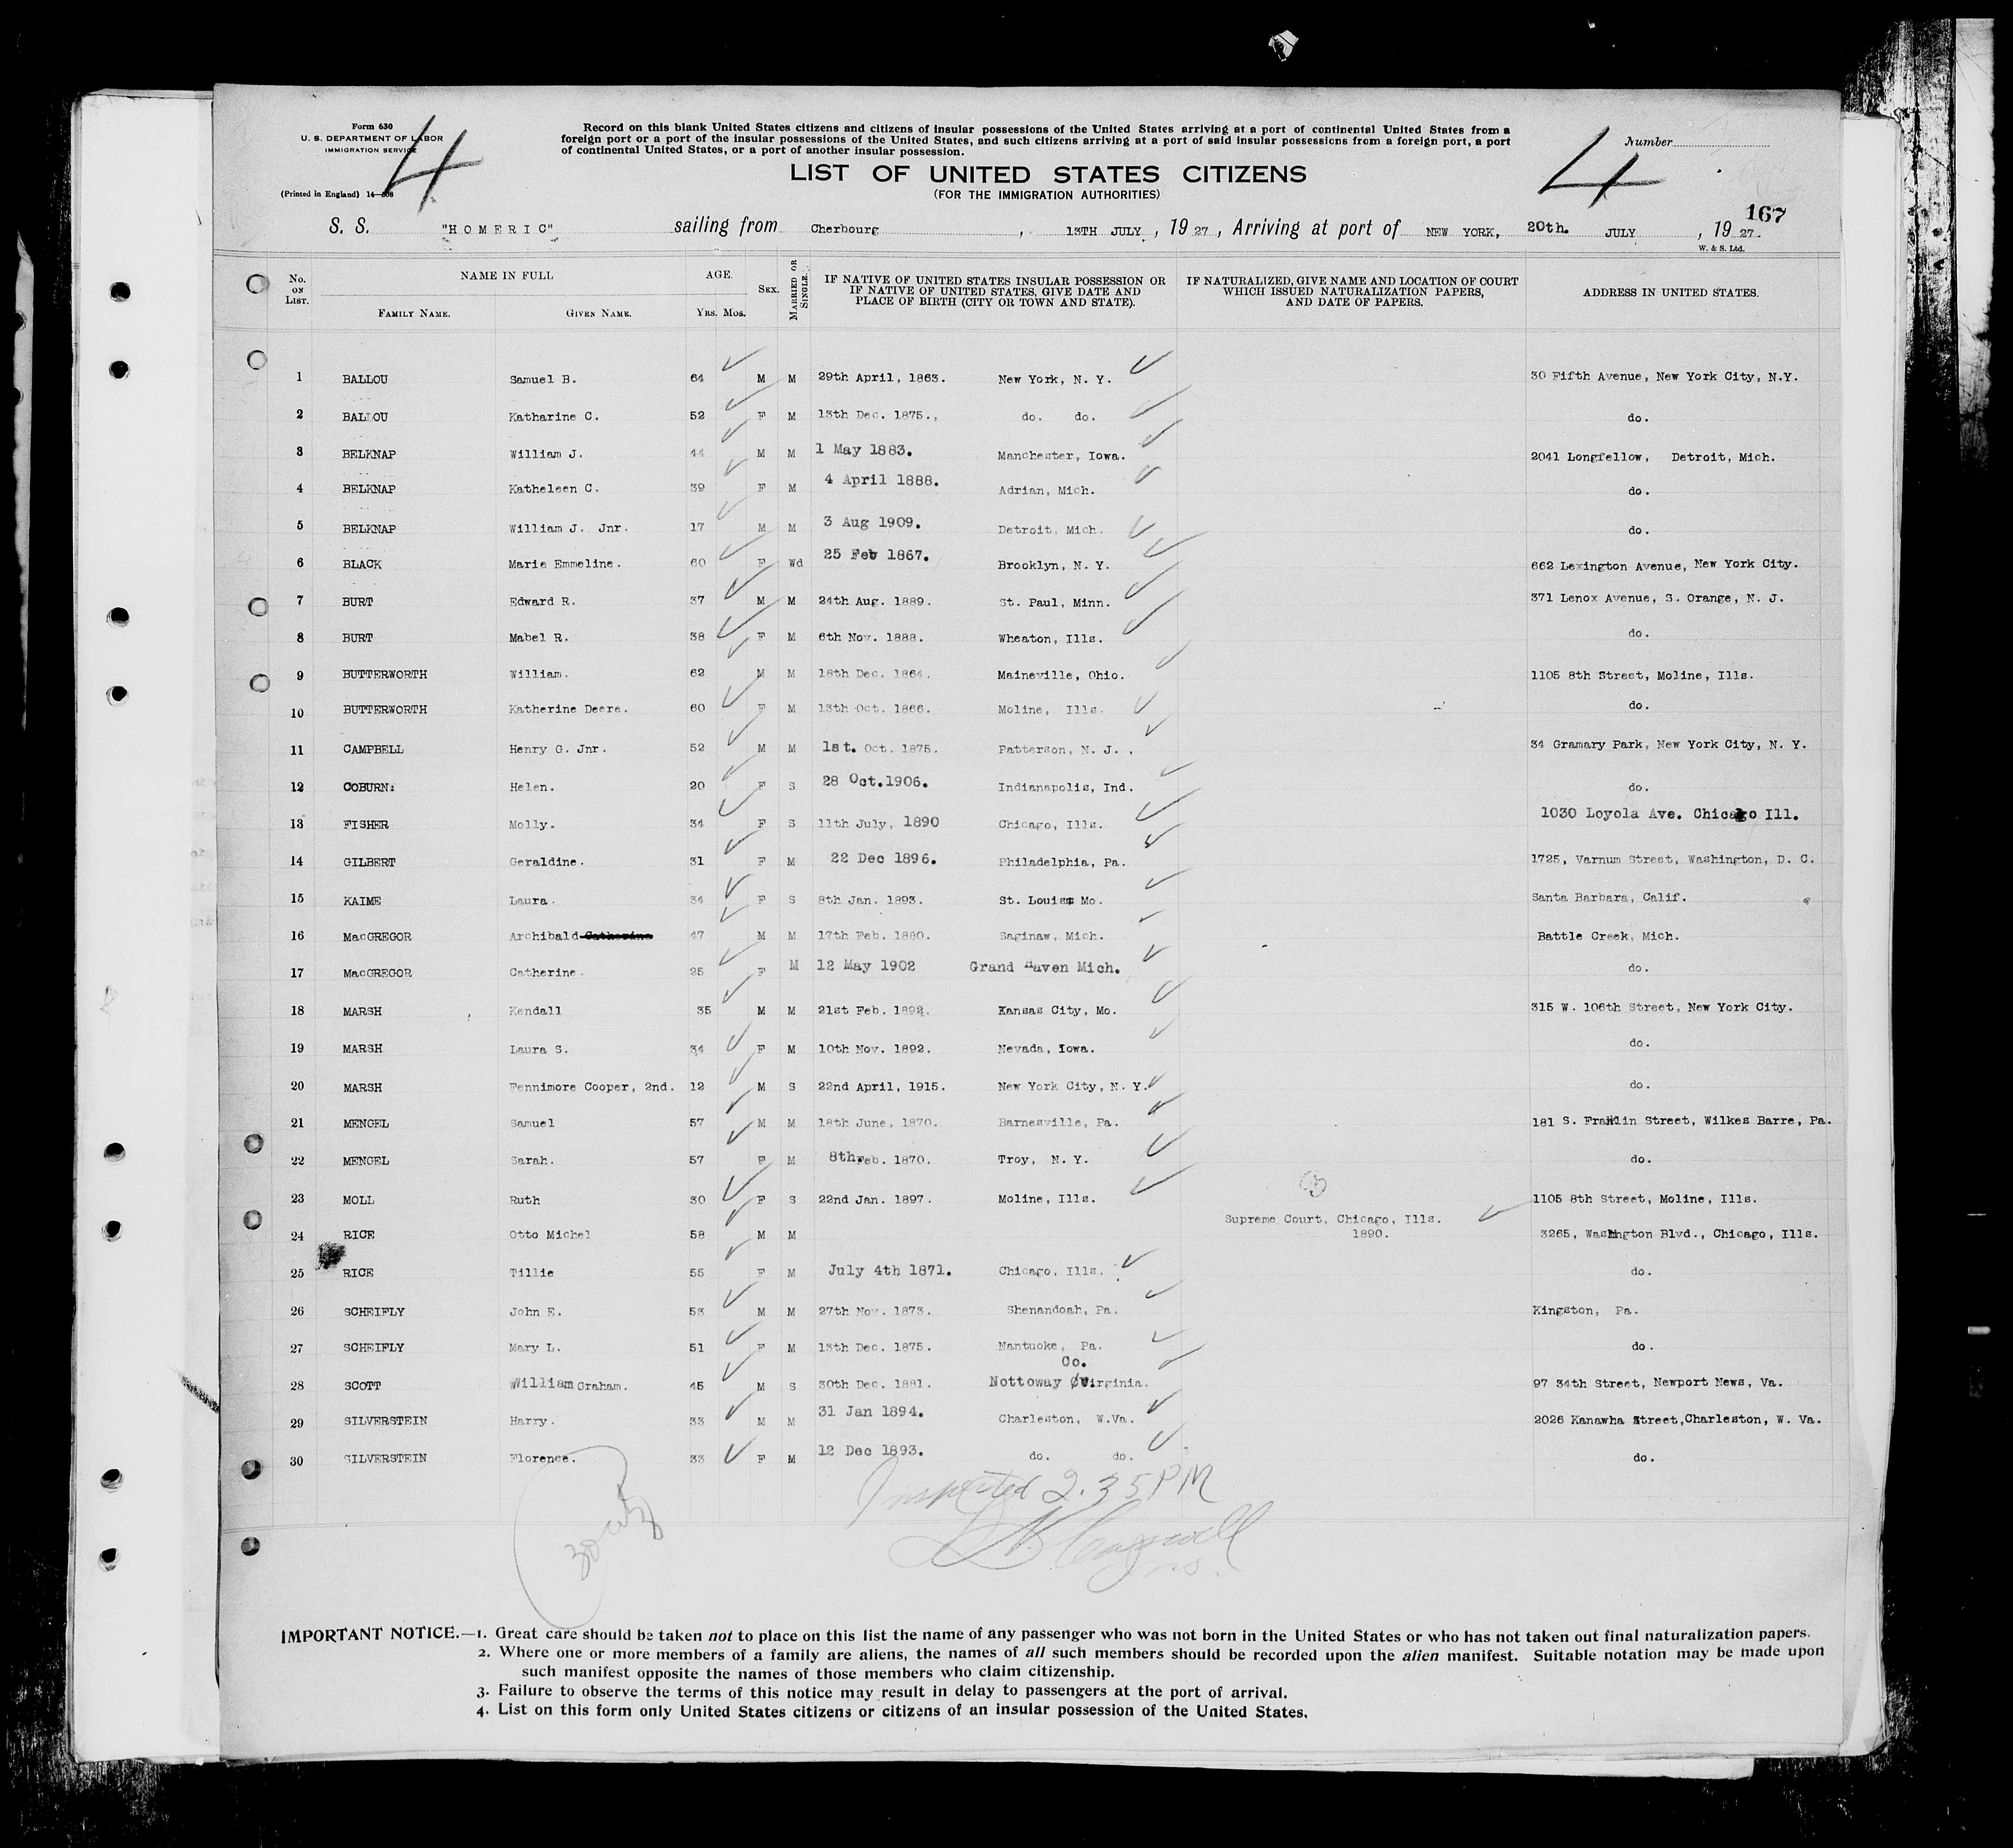 Form 630
U. S. DEPARTMENT OF LABOR
IMMIGRATION SERVICE
(Printed in England) 14—508
4
Record on this blank United States citizens and citizens of insular possessions of the United States arriving at a port of continental United States from a
foreign port or a port of the insular possessions of the United States, and such citizens arriving at a port of said insular possessions from a foreign port, a port
of continental United States, or a port of another insular possession.
LIST OF UNITED STATES CITIZENS
(FOR THE IMMIGRATION AUTHORITIES)
4
Number
167
S. S. "HOMERIC" sailing from Cherbourg, 13TH JULY, 1927, Arriving at port of NEW YORK, 20th. JULY, 1927.
W. & S. Ltd.
No. ON LIST. NAME IN FULL FAMILY NAME. GIVEN NAME. AGE. YRS. MOS. SEX. MARRIED OR SINGLE. IF NATIVE OF UNITED STATES INSULAR POSSESSION OR IF NATIVE OF UNITED STATES, GIVE DATE AND PLACE OF BIRTH (CITY OR TOWN AND STATE). IF NATURALIZED, GIVE NAME AND LOCATION OF COURT WHICH ISSUED NATURALIZATION PAPERS, AND DATE OF PAPERS. ADDRESS IN UNITED STATES.
1 BALLOU Samuel B. 64 M M 29th April, 1863. New York, N. Y. 30 Fifth Avenue, New York City, N.Y.
2 BALLOU Katharine C. 52 F M 13th Dec. 1875., do. do. do.
3 BELKNAP William J. 44 M M 1 May 1883. Manchester, Iowa. 2041 Longfellow, Detroit, Mich.
4 BELKNAP Katheleen C. 39 F M 4 April 1888. Adrian, Mich. do.
5 BELKNAP William J. Jnr. 17 M M 3 Aug 1909. Detroit, Mich. do.
6 BLACK Marie Emmeline. 60 F Wd 25 Feb 1867. Brooklyn, N. Y. 662 Lexington Avenue, New York City.
7 BURT Edward R. 37 M M 24th Aug. 1889. St. Paul, Minn. 371 Lenox Avenue, S. Orange, N. J.
8 BURT Mabel R. 38 F M 6th Nov. 1888. Wheaton, Ills. do.
9 BUTTERWORTH William. 62 M M 18th Dec. 1864. Maineville, Ohio. 1105 8th Street, Moline, Ills.
10 BUTTERWORTH Katherine Deere. 60 F M 13th Oct. 1866. Moline, Ills. do.
11 CAMPBELL Henry G. Jnr. 52 M M 1st. Oct. 1875. Patterson, N. J., 34 Gramary Park, New York City, N. Y.
12 COBURN: Helen. 20 F S 28 Oct.1906. Indianapolis, Ind. do.
13 FISHER Molly. 34 F S 11th July, 1890 Chicago, Ills. 1030 Loyola Ave. Chicago Ill.
14 GILBERT Geraldine. 31 F M 22 Dec 1896. Philadelphia, Pa. 1725, Varnum Street, Washington, D. C.
15 KAIME Laura. 34 F S 8th Jan. 1893. St. Louis Mo. Santa Barbara, Calif.
16 MacGREGOR Archibald Catherine 47 M M 17th Feb. 1880. Saginaw, Mich. Battle Creek, Mich.
17 MacGREGOR Catherine. 25 F M 12 May 1902 Grand Haven Mich. do.
18 MARSH Kendall 35 M M 21st Feb. 1892. Kansas City, Mo. 315 W. 106th Street, New York City.
19 MARSH Laura S. 34 F M 10th Nov. 1892. Nevada, Iowa. do.
20 MARSH Fennimore Cooper, 2nd. 12 M S 22nd April, 1915. New York City, N. Y. do.
21 MENGEL Samuel 57 M M 18th June, 1870. Barnesville, Pa. 181 S. Franklin Street, Wilkes Barre, Pa.
22 MENGEL Sarah. 57 F M 8th Feb. 1870. Troy, N. Y. do.
23 MOLL Ruth 30 F S 22nd Jan. 1897. Moline, Ills. 1105 8th Street, Moline, Ills.
24 RICE Otto Michel 58 M M Supreme Court, Chicago, Ills. 1890. 3265, Washington Blvd., Chicago, Ills.
25 RICE Tillie 55 F M July 4th 1871. Chicago, Ills. do.
26 SCHEIFLY John E. 53 M M 27th Nov. 1873. Shenandoah, Pa. Kingston, Pa.
27 SCHEIFLY Mary L. 51 F M 13th Dec. 1875. Nantuoke, Pa. do.
28 SCOTT William Graham. 45 M S 30th Dec. 1881. Nottoway Co. Virginia. 97 34th Street, Newport News, Va.
29 SILVERSTEIN Harry. 33 M M 31 Jan 1894. Charleston, W.Va. 2026 Kanawha Street, Charleston, W. Va.
30 SILVERSTEIN Florence. 33 F M 12 Dec 1893. do. do. do.
Inspected 2.35 PM
IMPORTANT NOTICE.—1. Great care should be taken not to place on this list the name of any passenger who was not born in the United States or who has not taken out final naturalization papers.
2. Where one or more members of a family are aliens, the names of all such members should be recorded upon the alien manifest. Suitable notation may be made upon
such manifest opposite the names of those members who claim citizenship.
3. Failure to observe the terms of this notice may result in delay to passengers at the port of arrival.
4. List on this form only United States citizens or citizens of an insular possession of the United States.